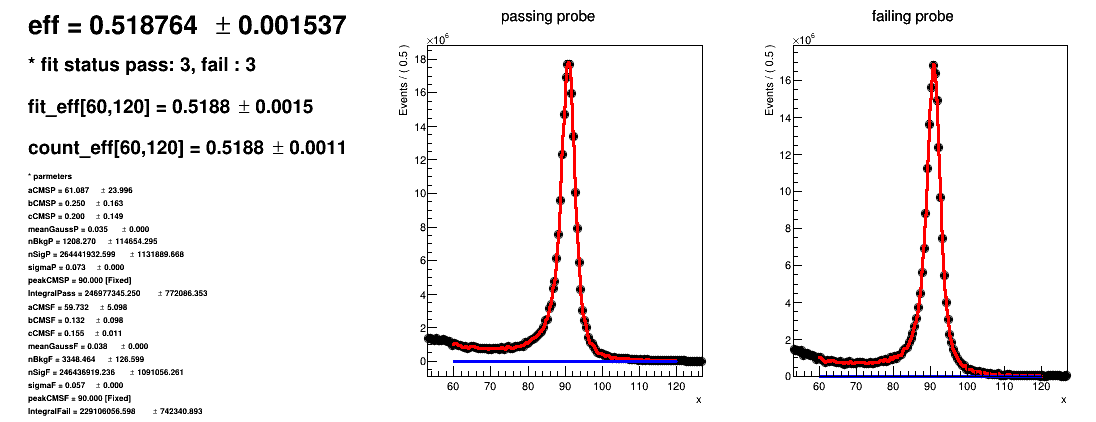 eff = 0.518764 ± 0.001537
* fit status pass: 3, fail : 3
fit_eff[60,120] = 0.5188 ± 0.0015
count_eff[60,120] = 0.5188 ± 0.0011
* parmeters
aCMSP = 61.087 ± 23.996
bCMSP = 0.250 ± 0.163
cCMSP = 0.200 ± 0.149
meanGaussP = 0.035 ± 0.000
nBkgP = 1208.270 ± 114654.295
nSigP = 264441932.599 ± 1131889.668
sigmaP = 0.073 ± 0.000
peakCMSP = 90.000 [Fixed]
IntegralPass = 246977345.250 ± 772086.353
aCMSF = 59.732 ± 5.098
bCMSF = 0.132 ± 0.098
cCMSF = 0.155 ± 0.011
meanGaussF = 0.038 ± 0.000
nBkgF = 3348.464 ± 126.599
nSigF = 246436919.236 ± 1091056.261
sigmaF = 0.057 ± 0.000
peakCMSF = 90.000 [Fixed]
IntegralFail = 229106056.598 ± 742340.893
passing probe
×10⁶
Events / ( 0.5 )
18
16
14
12
10
8
6
4
2
0
60 70 80 90 100 110 120
x
failing probe
×10⁶
Events / ( 0.5 )
16
14
12
10
8
6
4
2
0
60 70 80 90 100 110 120
x